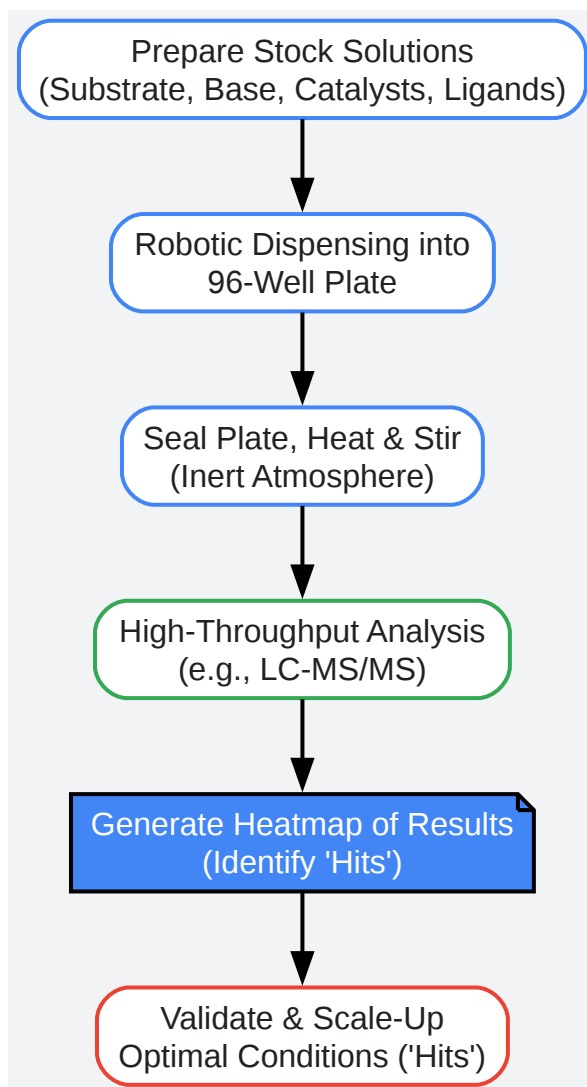 Prepare Stock Solutions
(Substrate, Base, Catalysts, Ligands)
Robotic Dispensing into
96-Well Plate
Seal Plate, Heat & Stir
(Inert Atmosphere)
High-Throughput Analysis
(e.g., LC-MS/MS)
Generate Heatmap of Results
(Identify 'Hits')
Validate & Scale-Up
Optimal Conditions ('Hits')